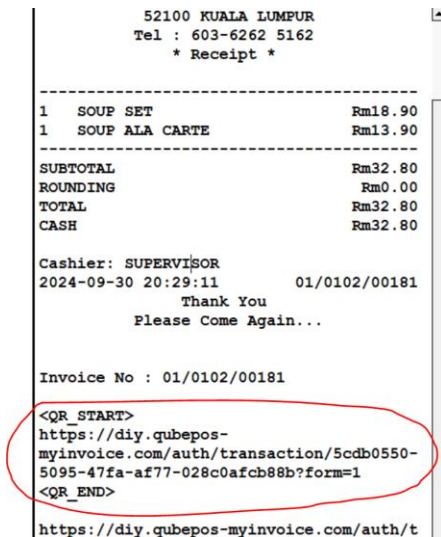 52100 KUALA LUMPUR
Tel : 603-6262 5162
* Receipt *
----------------------------------------
1 SOUP SET Rm18.90
1 SOUP ALA CARTE Rm13.90
----------------------------------------
SUBTOTAL Rm32.80
ROUNDING Rm0.00
TOTAL Rm32.80
CASH Rm32.80
Cashier: SUPERVISOR
2024-09-30 20:29:11 01/0102/00181
Thank You
Please Come Again...
Invoice No : 01/0102/00181
<QR_START>
https://diy.qubepos-
myinvoice.com/auth/transaction/5cdb0550-
5095-47fa-af77-028c0afcb88b?form=1
<QR_END>
https://diy.qubepos-myinvoice.com/auth/t